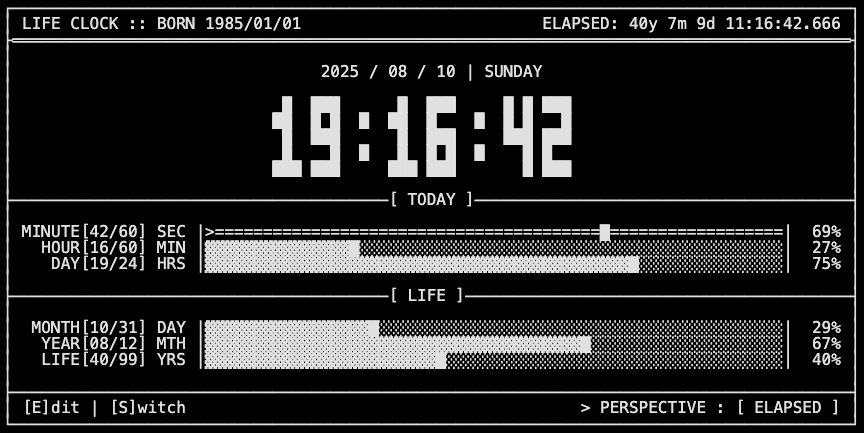 LIFE CLOCK :: BORN 1985/01/01 ELAPSED: 40y 7m 9d 11:16:42.666
2025 / 08 / 10 | SUNDAY
19:16:42
[ TODAY ]
MINUTE[42/60] SEC 69%
HOUR[16/60] MIN 27%
DAY[19/24] HRS 75%
[ LIFE ]
MONTH[10/31] DAY 29%
YEAR[08/12] MTH 67%
LIFE[40/99] YRS 40%
[E]dit | [S]witch > PERSPECTIVE : [ ELAPSED ]